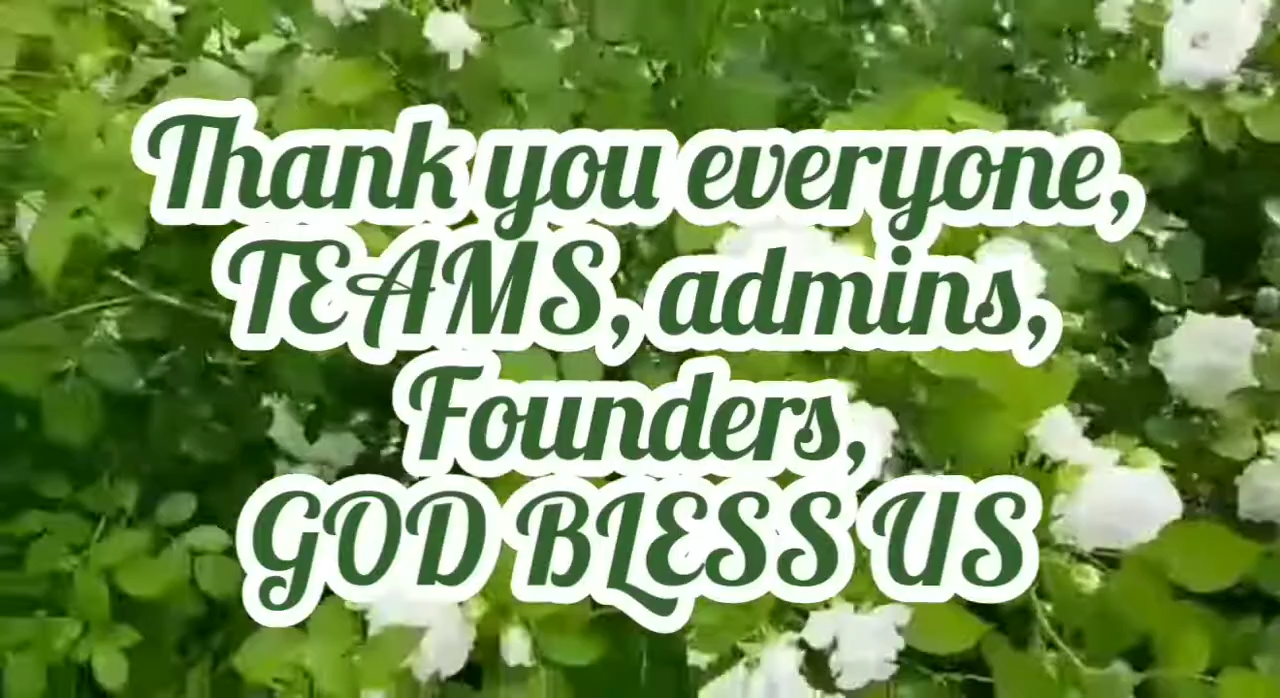 Thank you everyone,
TEAMS, admins,
Founders,
GOD BLESS US